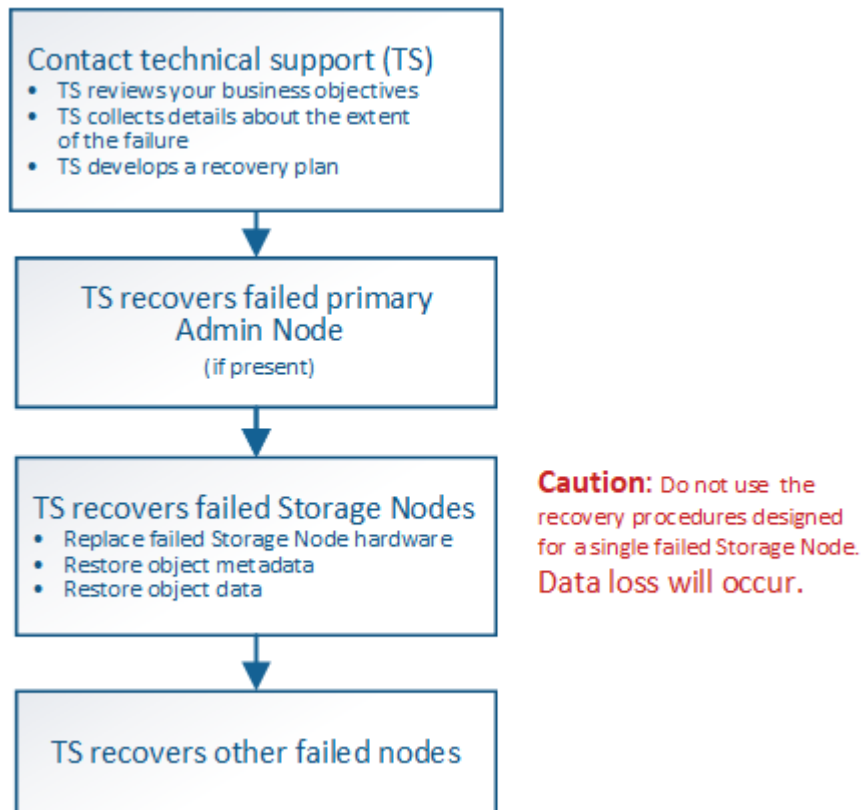 Contact technical support (TS)
• TS reviews your business objectives
• TS collects details about the extent
of the failure
• TS develops a recovery plan
TS recovers failed primary
Admin Node
(if present)
TS recovers failed Storage Nodes
• Replace failed Storage Node hardware
• Restore object metadata
• Restore object data
Caution: Do not use the
recovery procedures designed
for a single failed Storage Node.
Data loss will occur.
TS recovers other failed nodes